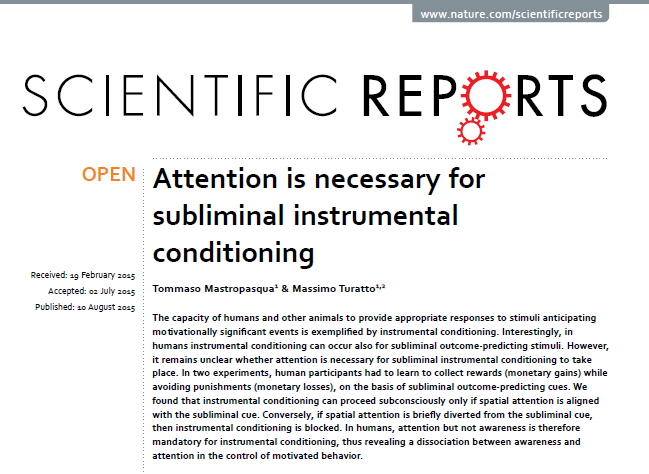 www.nature.com/scientificreports
SCIENTIFIC REPORTS
OPEN
Attention is necessary for
subliminal instrumental
conditioning
Received: 19 February 2015
Accepted: 02 July 2015
Published: 10 August 2015
Tommaso Mastropasqua¹ & Massimo Turatto¹,²
The capacity of humans and other animals to provide appropriate responses to stimuli anticipating
motivationally significant events is exemplified by instrumental conditioning. Interestingly, in
humans instrumental conditioning can occur also for subliminal outcome-predicting stimuli. However,
it remains unclear whether attention is necessary for subliminal instrumental conditioning to take
place. In two experiments, human participants had to learn to collect rewards (monetary gains) while
avoiding punishments (monetary losses), on the basis of subliminal outcome-predicting cues. We
found that instrumental conditioning can proceed subconsciously only if spatial attention is aligned
with the subliminal cue. Conversely, if spatial attention is briefly diverted from the subliminal cue,
then instrumental conditioning is blocked. In humans, attention but not awareness is therefore
mandatory for instrumental conditioning, thus revealing a dissociation between awareness and
attention in the control of motivated behavior.